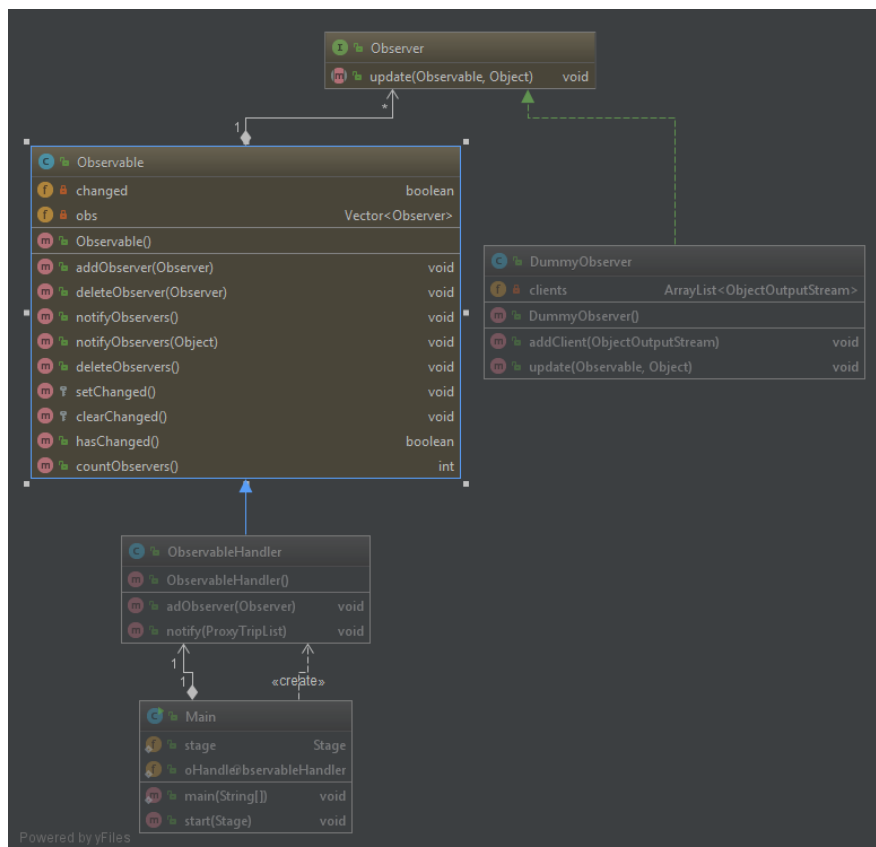 Observer
update(Observable, Object) void
*
1
Observable
changed boolean
obs Vector<Observer>
Observable()
addObserver(Observer) void
deleteObserver(Observer) void
notifyObservers() void
notifyObservers(Object) void
deleteObservers() void
setChanged() void
clearChanged() void
hasChanged() boolean
countObservers() int
DummyObserver
clients ArrayList<ObjectOutputStream>
DummyObserver()
addClient(ObjectOutputStream) void
update(Observable, Object) void
ObservableHandler
ObservableHandler()
adObserver(Observer) void
notify(ProxyTripList) void
1
1
«create»
Main
stage Stage
oHandler ObservableHandler
main(String[]) void
start(Stage) void
Powered by yFiles